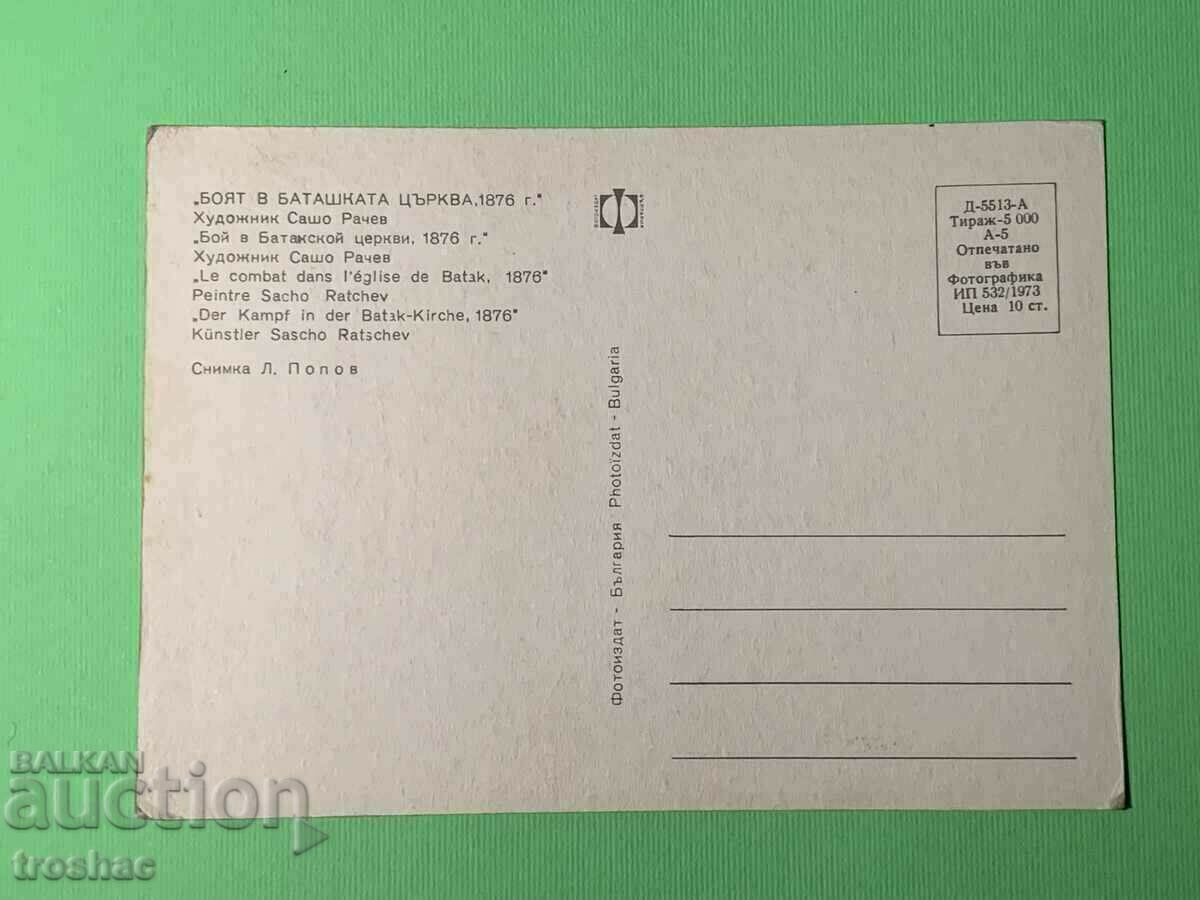 „БОЯТ В БАТАШКАТА ЦЪРКВА, 1876 г."
Художник Сашо Рачев
„Бой в Батакской церкви, 1876 г."
Художник Сашо Рачев
„Le combat dans l'église de Batak, 1876"
Peintre Sacho Ratchev
„Der Kampf in der Batak-Kirche, 1876"
Künstler Sascho Ratschev
Снимка Л. Попов
Фотоиздат - България Photoizdat - Bulgaria
Д-5513-А
Тираж-5 000
А-5
Отпечатано
във
Фотографика
ИП 532/1973
Цена 10 ст.
BALKAN
auction
troshac